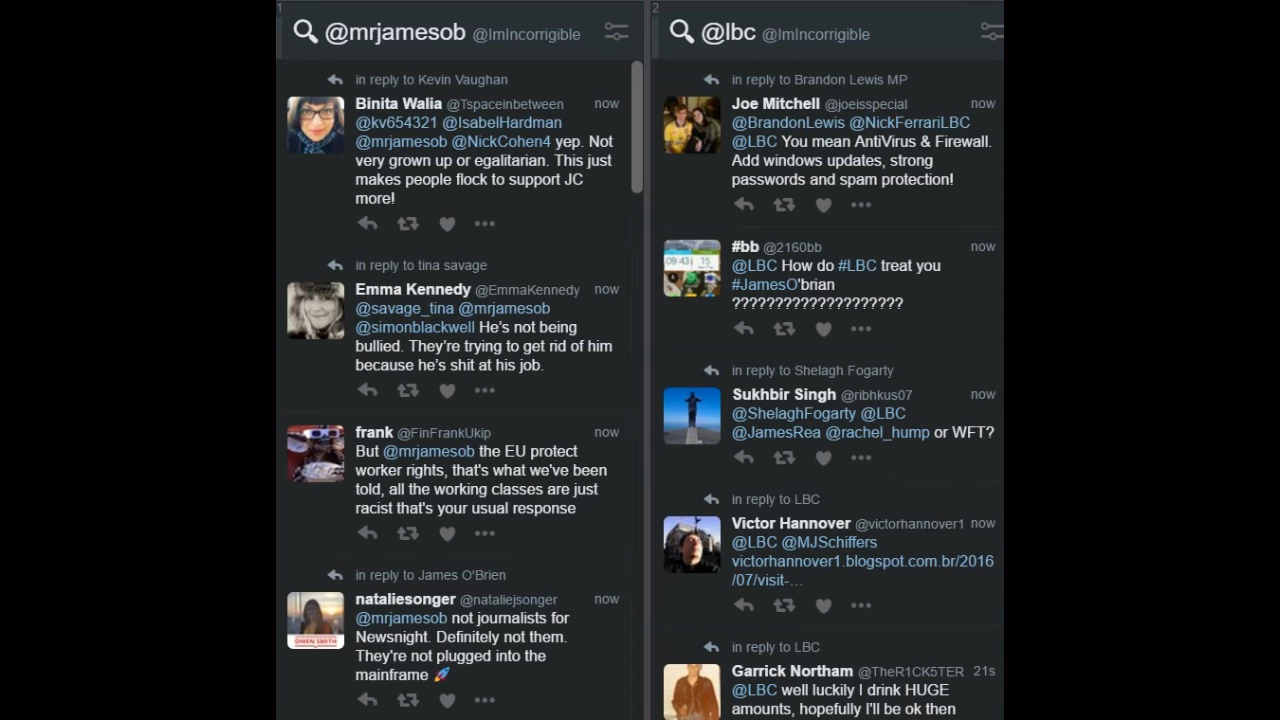 1
@mrjamesob @ImIncorrigible
in reply to Kevin Vaughan
Binita Walia @Tspaceinbetween now
@kv654321 @IsabelHardman
@mrjamesob @NickCohen4 yep. Not
very grown up or egalitarian. This just
makes people flock to support JC
more!
in reply to tina savage
Emma Kennedy @EmmaKennedy now
@savage_tina @mrjamesob
@simonblackwell He's not being
bullied. They're trying to get rid of him
because he's shit at his job.
frank @FinFrankUkip now
But @mrjamesob the EU protect
worker rights, that's what we've been
told, all the working classes are just
racist that's your usual response
in reply to James O'Brien
nataliesonger @nataliejsonger now
@mrjamesob not journalists for
Newsnight. Definitely not them.
They're not plugged into the
mainframe 🚀
OWEN SMITH
2
@lbc @ImIncorrigible
in reply to Brandon Lewis MP
Joe Mitchell @joeisspecial now
@BrandonLewis @NickFerrariLBC
@LBC You mean AntiVirus & Firewall.
Add windows updates, strong
passwords and spam protection!
#bb @2160bb now
@LBC How do #LBC treat you
#JamesO'brian
????????????????????
09:43 15
in reply to Shelagh Fogarty
Sukhbir Singh @ribhkus07 now
@ShelaghFogarty @LBC
@JamesRea @rachel_hump or WFT?
in reply to LBC
Victor Hannover @victorhannover1 now
@LBC @MJSchiffers
victorhannover1.blogspot.com.br/2016
/07/visit-…
in reply to LBC
Garrick Northam @TheR1CK5TER 21s
@LBC well luckily I drink HUGE
amounts, hopefully I'll be ok then